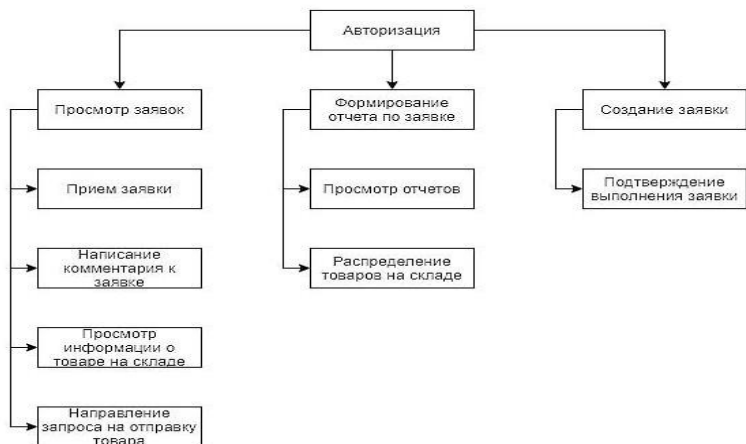 Авторизация
Просмотр заявок
Формирование
отчета по заявке
Создание заявки
Прием заявки
Просмотр отчетов
Подтверждение
выполнения заявки
Написание
комментария к
заявке
Распределение
товаров на складе
Просмотр
информации о
товаре на складе
Направление
запроса на отправку
товара